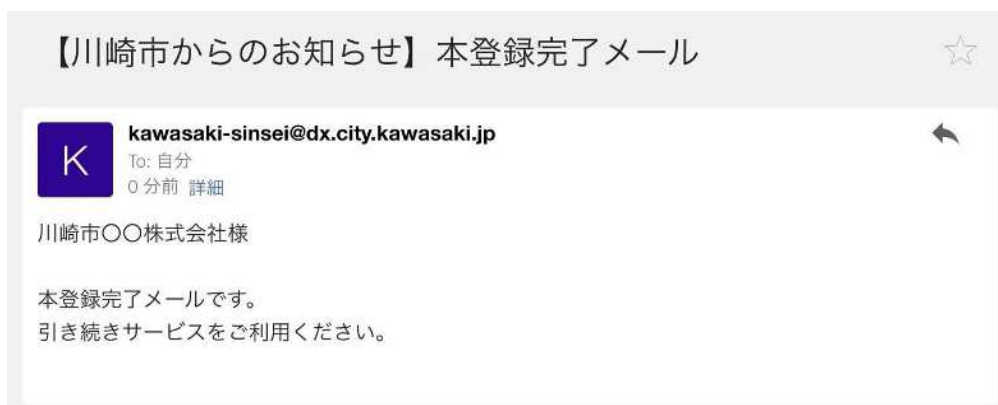 【川崎市からのお知らせ】本登録完了メール
K
kawasaki-sinsei@dx.city.kawasaki.jp
To: 自分
0 分前 詳細
川崎市〇〇株式会社様
本登録完了メールです。
引き続きサービスをご利用ください。